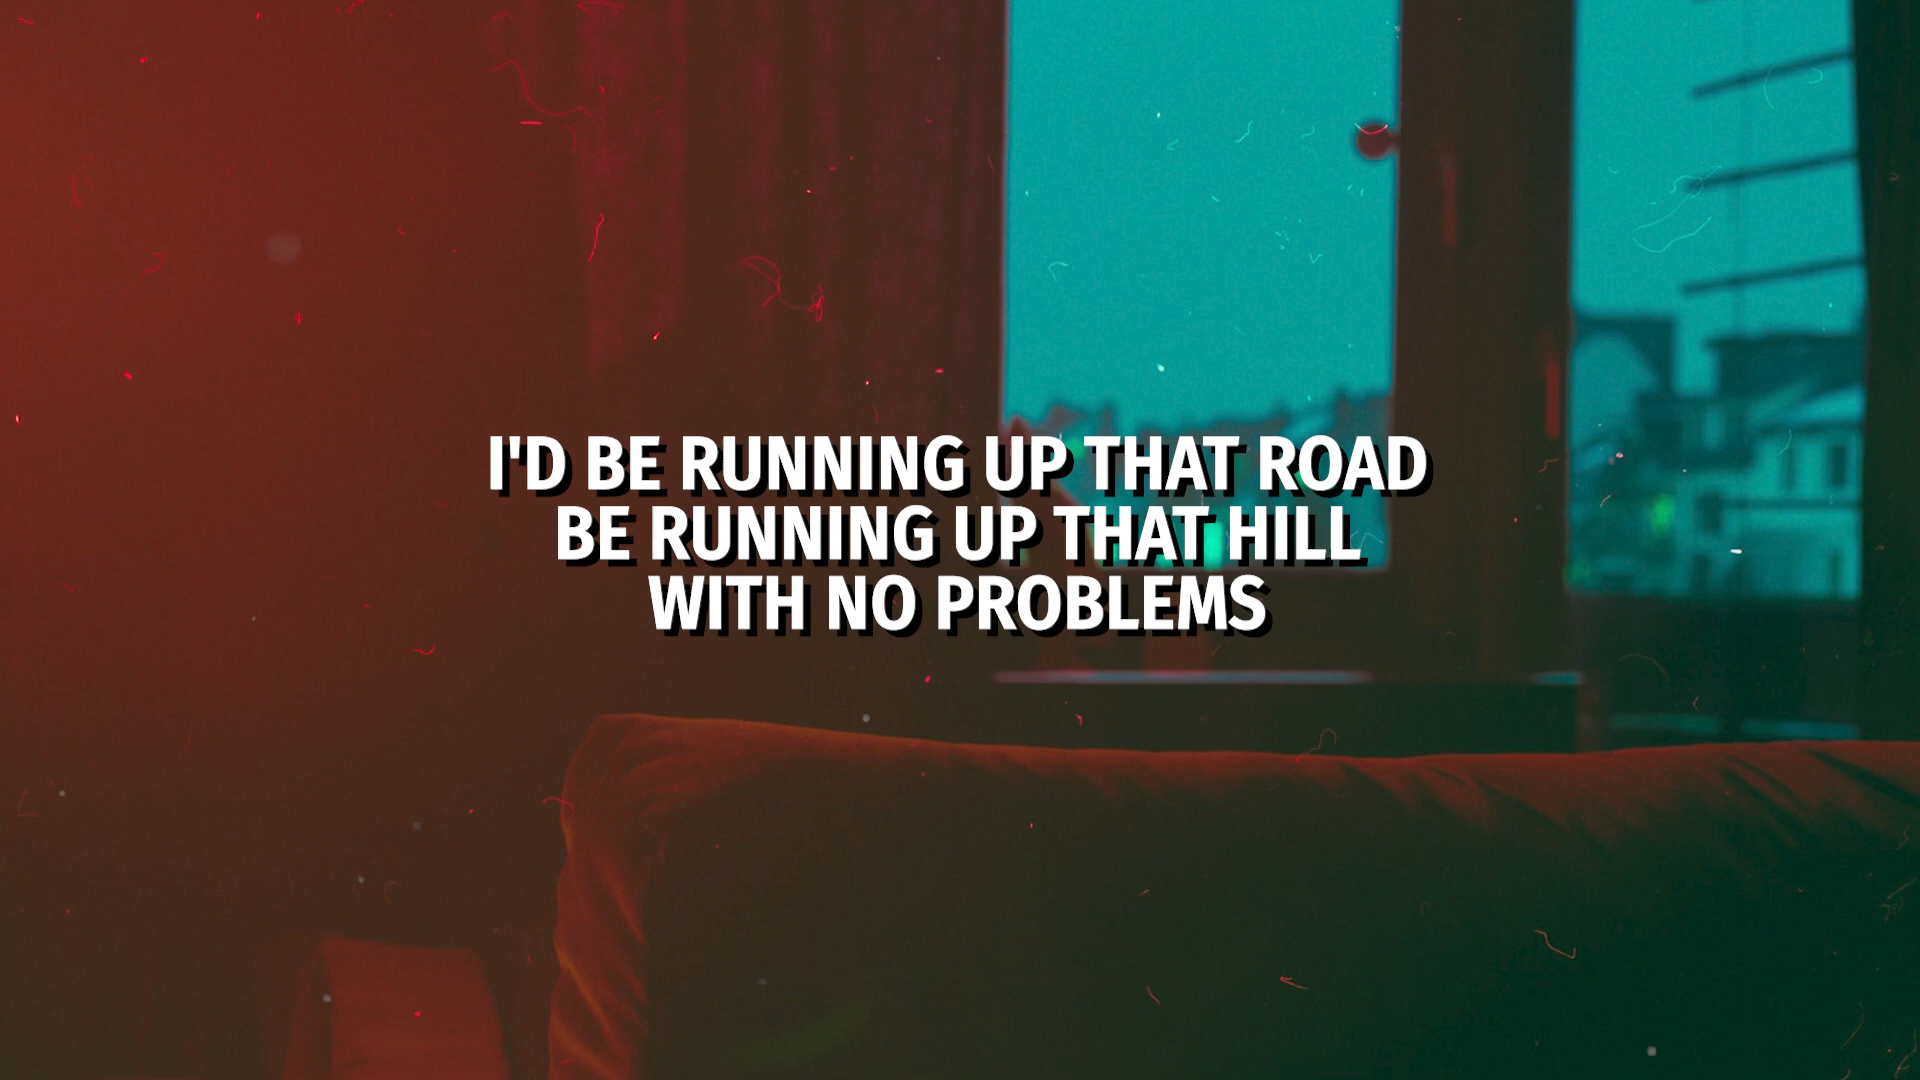 I'D BE RUNNING UP THAT ROAD
BE RUNNING UP THAT HILL
WITH NO PROBLEMS